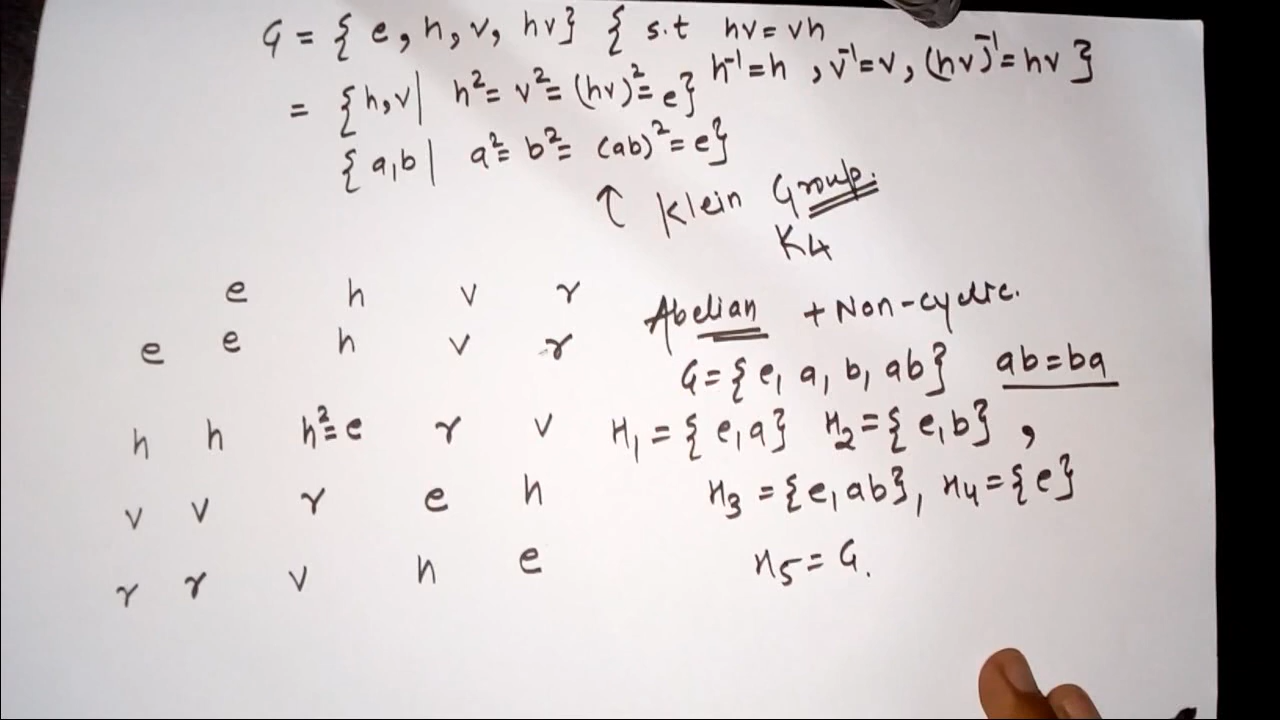 G = { e, h, v, hv} { s.t hv = vh
h⁻¹=h , v⁻¹=v, (hv)⁻¹=hv }
= {h,v| h²= v²= (hv)²= e}
{ a,b| a²= b²= (ab)²= e}
↑ Klein Group.
K4
e h v r
Abelian + Non-cyclic.
e e h v r
G={e, a, b, ab} ab=ba
h h h²=e r v
H₁ = { e,a} H₂={ e,b} ,
v v r e h
H₃ ={e,ab}, H₄={e}
r r v h e
H₅= G.